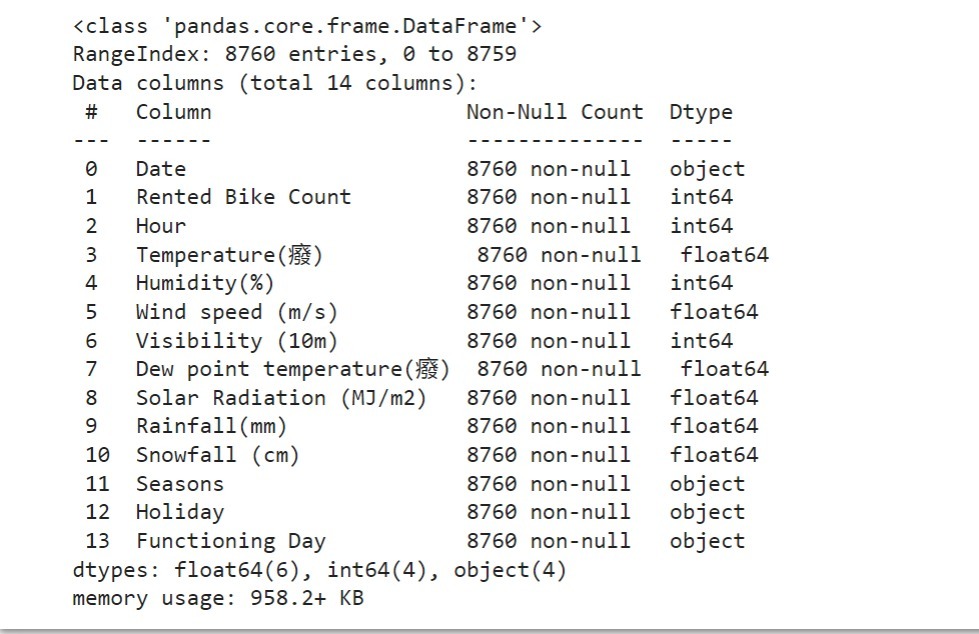 <class 'pandas.core.frame.DataFrame'>
RangeIndex: 8760 entries, 0 to 8759
Data columns (total 14 columns):
# Column Non-Null Count Dtype
--- ------ -------------- -----
0 Date 8760 non-null object
1 Rented Bike Count 8760 non-null int64
2 Hour 8760 non-null int64
3 Temperature(癈) 8760 non-null float64
4 Humidity(%) 8760 non-null int64
5 Wind speed (m/s) 8760 non-null float64
6 Visibility (10m) 8760 non-null int64
7 Dew point temperature(癈) 8760 non-null float64
8 Solar Radiation (MJ/m2) 8760 non-null float64
9 Rainfall(mm) 8760 non-null float64
10 Snowfall (cm) 8760 non-null float64
11 Seasons 8760 non-null object
12 Holiday 8760 non-null object
13 Functioning Day 8760 non-null object
dtypes: float64(6), int64(4), object(4)
memory usage: 958.2+ KB